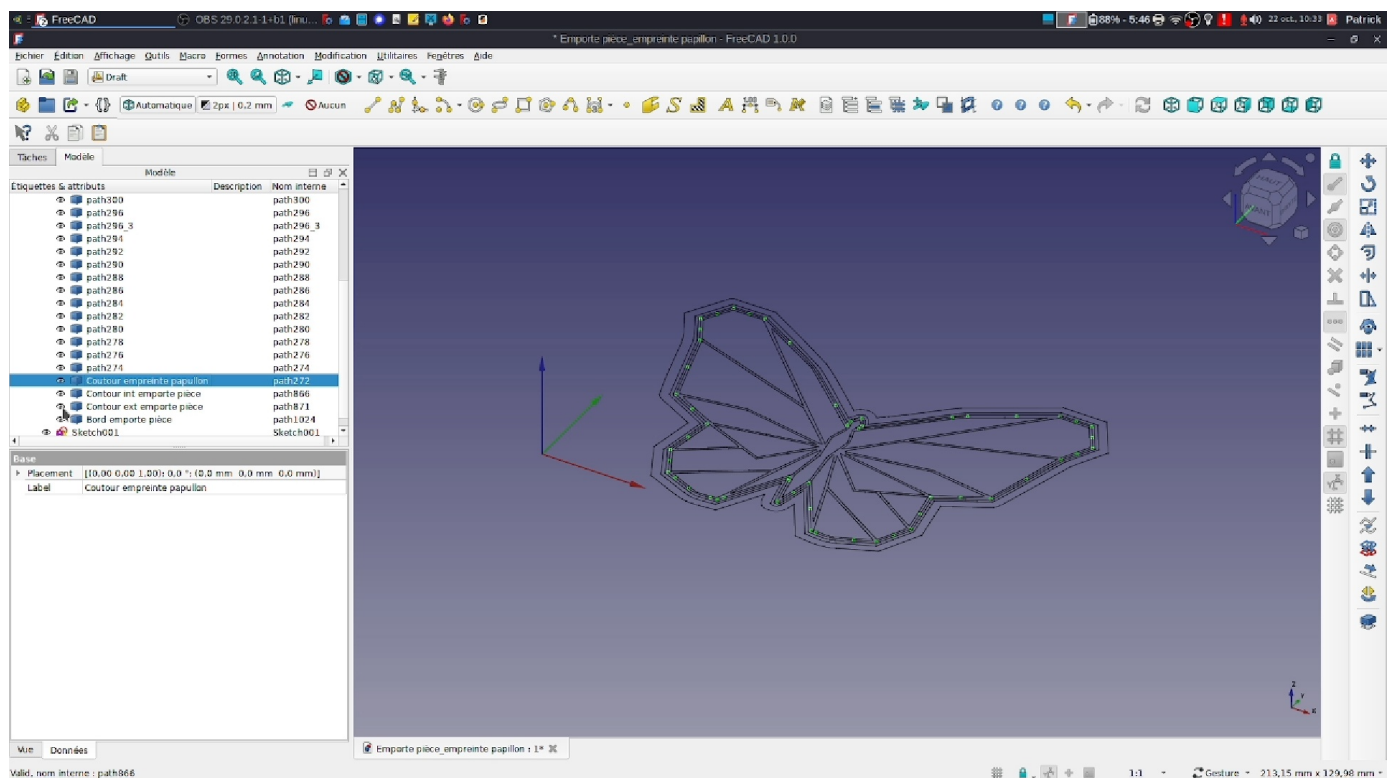 FreeCAD OBS 29.0.2.1-1+b1 (linu... 88% - 5:46 22 oct., 10:33 Patrick
* Emporte pièce_empreinte papillon - FreeCAD 1.0.0
Fichier Édition Affichage Outils Macro Formes Annotation Modification Utilitaires Fenêtres Aide
Draft
Automatique 2px | 0.2 mm Aucun
Tâches Modèle
Modèle
Étiquettes & attributs Description Nom interne
path300 path300
path296 path296
path296_3 path296_3
path294 path294
path292 path292
path290 path290
path288 path288
path286 path286
path284 path284
path282 path282
path280 path280
path278 path278
path276 path276
path274 path274
Coutour empreinte papullon path272
Contour int emporte pièce path866
Contour ext emporte pièce path871
Bord emporte pièce path1024
Sketch001 Sketch001
Base
Placement [(0,00 0,00 1,00); 0,0 °; (0,0 mm 0,0 mm 0,0 mm)]
Label Coutour empreinte papullon
Vue Données
Emporte pièce_empreinte papillon : 1*
Valid, nom interne : path866
1:1 Gesture 213,15 mm x 129,98 mm